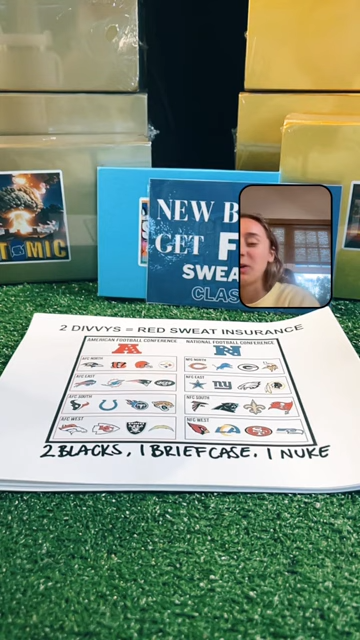 NEW B
GET F
SWEA
CLAS
TOMIC
2 DIVVYS = RED SWEAT INSURANCE
AMERICAN FOOTBALL CONFERENCE
NATIONAL FOOTBALL CONFERENCE
AFC NORTH
NFC NORTH
AFC EAST
NFC EAST
AFC SOUTH
NFC SOUTH
AFC WEST
NFC WEST
2 BLACKS, 1 BRIEFCASE, 1 NUKE